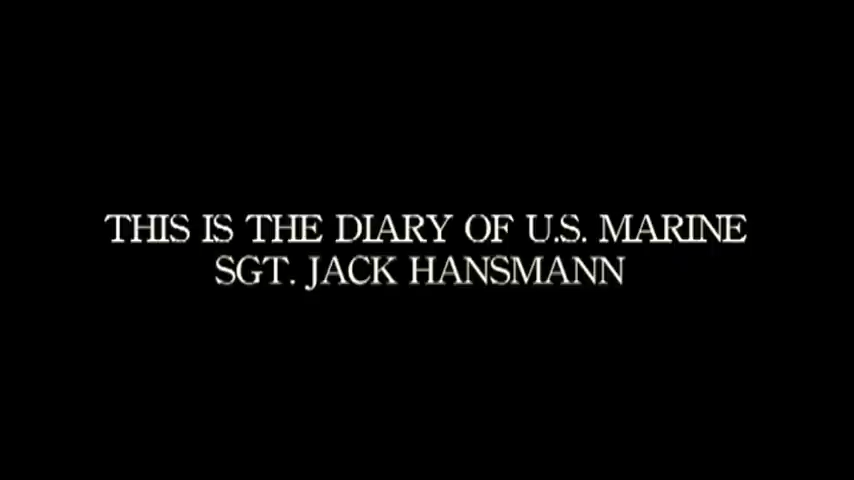 THIS IS THE DIARY OF U.S. MARINE
SGT. JACK HANSMANN